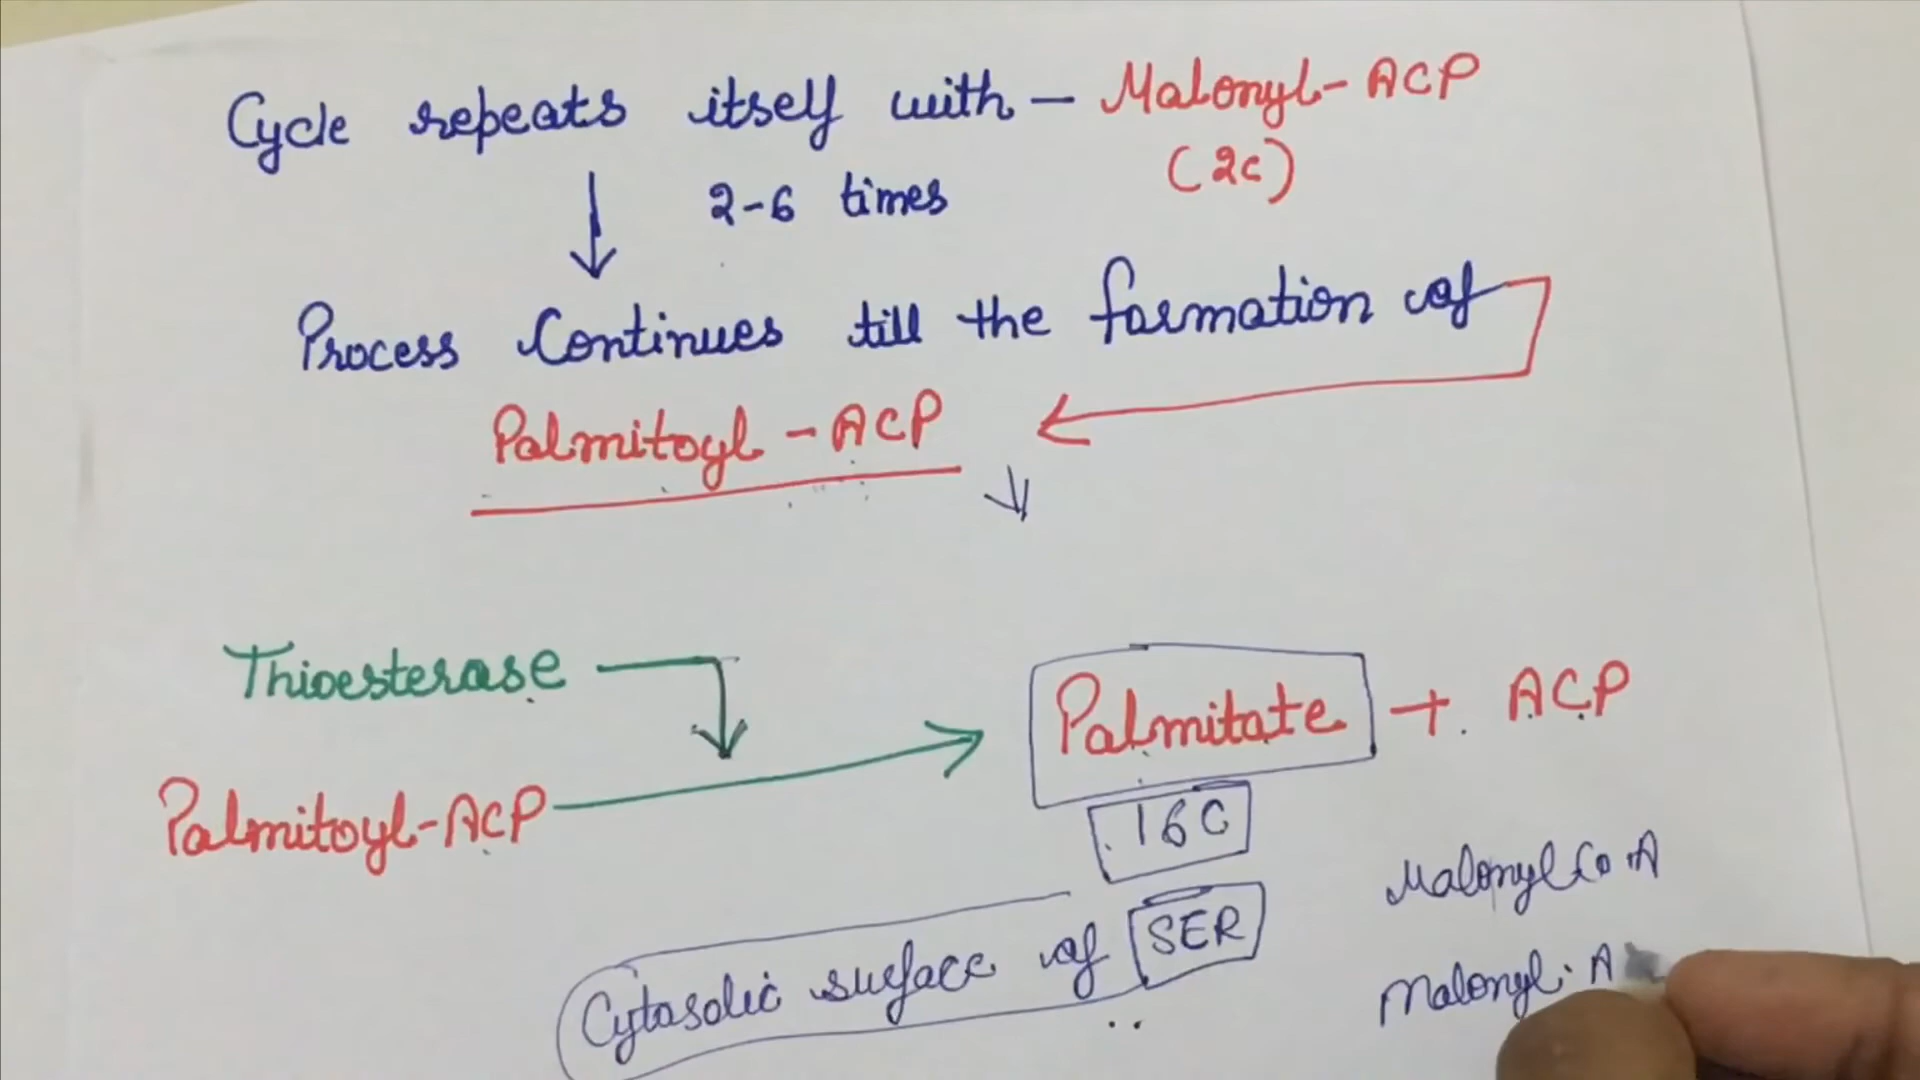 Cycle repeats itself with - Malonyl-ACP
(2C)
2-6 times
Process Continues till the formation of
Palmitoyl-ACP
Thioesterase
Palmitate + ACP
Palmitoyl-ACP
16C
Malonyl Co A
Cytosolic surface of SER
Malonyl. A